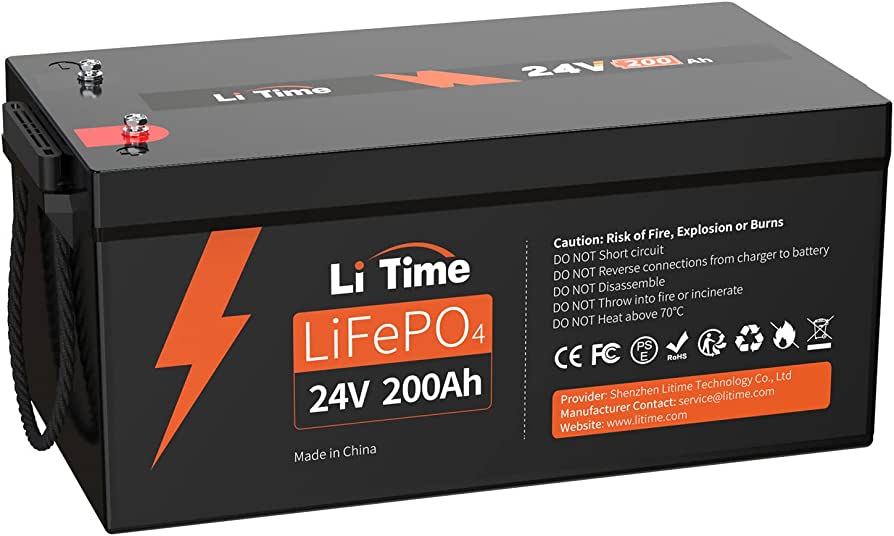 Li Time
24V 200 Ah
Li Time
LiFePO4
24V 200Ah
Made in China
Caution: Risk of Fire, Explosion or Burns
DO NOT Short circuit
DO NOT Reverse connections from charger to battery
DO NOT Disassemble
DO NOT Throw into fire or incinerate
DO NOT Heat above 70°C
CE FC PS E RoHS
Provider: Shenzhen Litime Technology Co., Ltd
Manufacturer Contact: service@litime.com
Website: www.litime.com